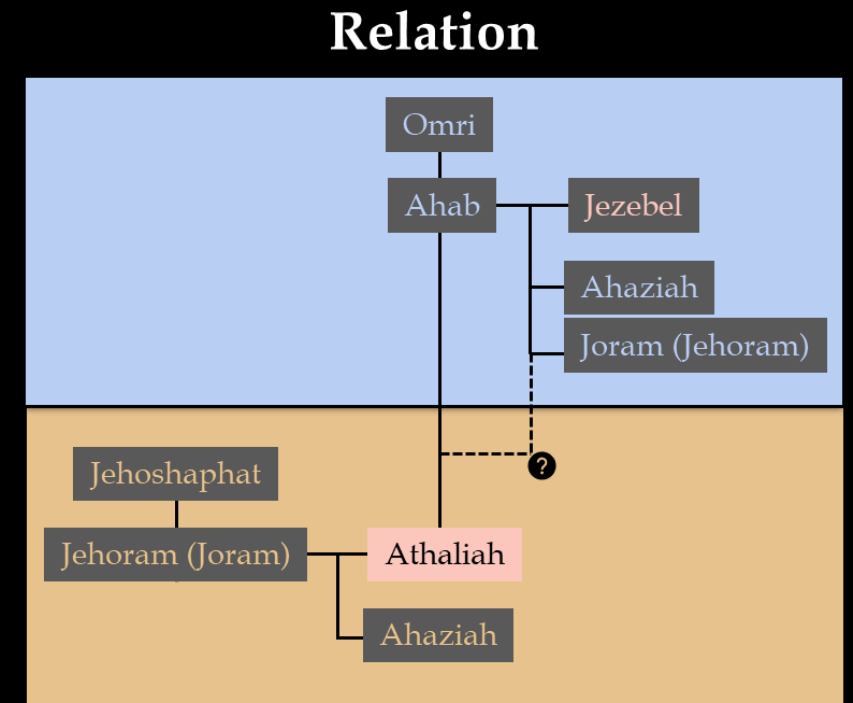 Relation
Omri
Ahab
Jezebel
Ahaziah
Joram (Jehoram)
Jehoshaphat
?
Jehoram (Joram)
Athaliah
Ahaziah